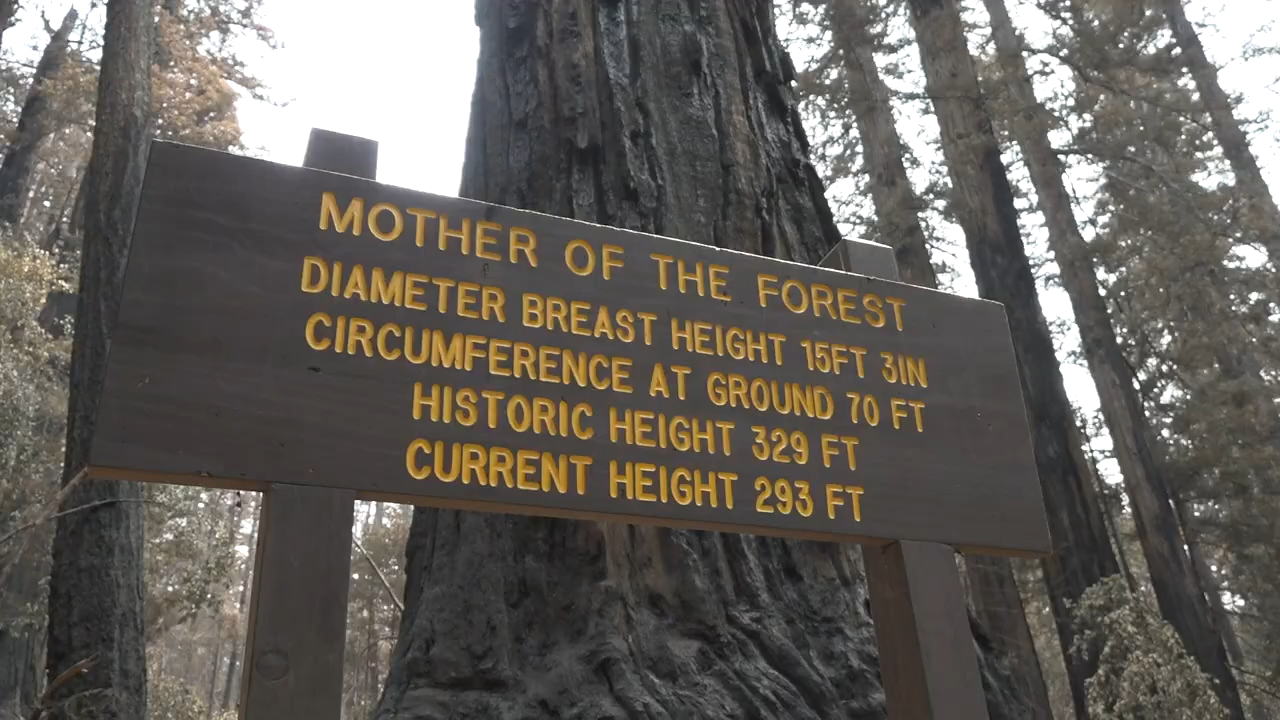 MOTHER OF THE FOREST
DIAMETER BREAST HEIGHT 15FT 3IN
CIRCUMFERENCE AT GROUND 70 FT
HISTORIC HEIGHT 329 FT
CURRENT HEIGHT 293 FT